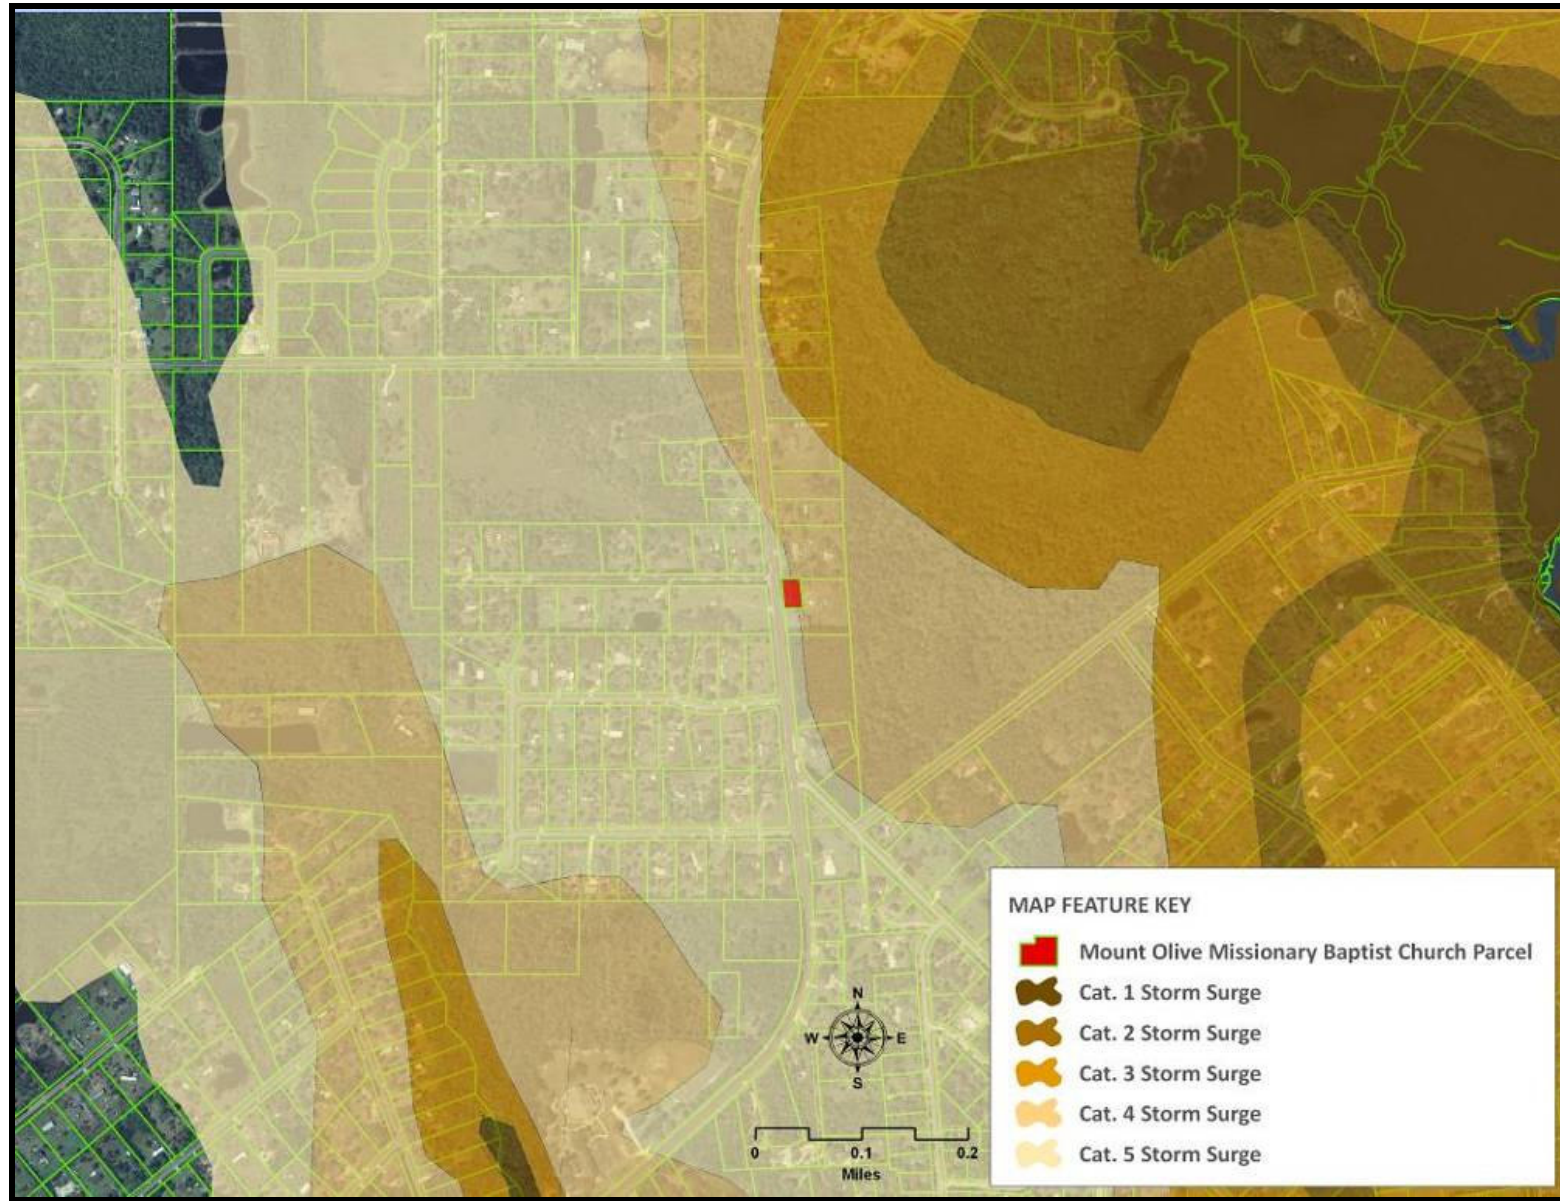 MAP FEATURE KEY
Mount Olive Missionary Baptist Church Parcel
Cat. 1 Storm Surge
Cat. 2 Storm Surge
Cat. 3 Storm Surge
Cat. 4 Storm Surge
Cat. 5 Storm Surge
N
W E
S
0 0.1 0.2
Miles